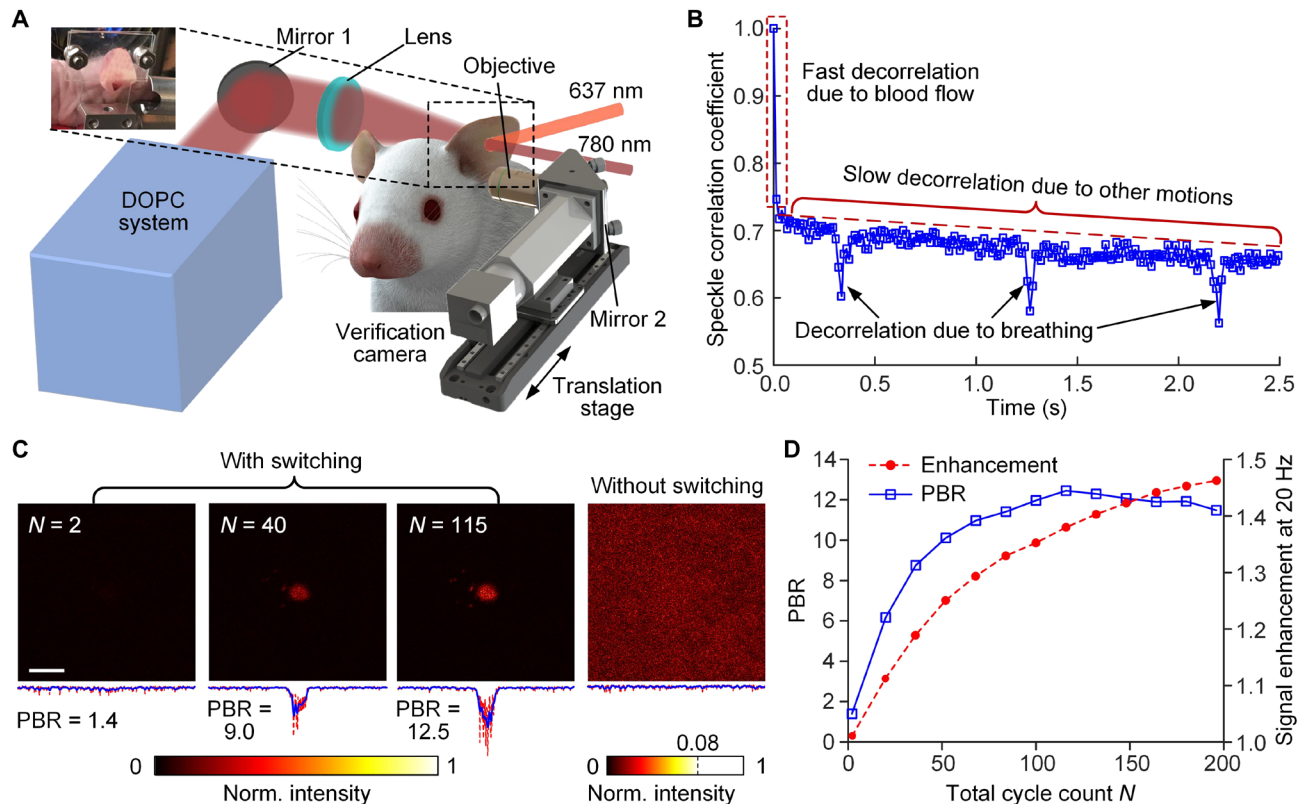 A
Mirror 1
Lens
Objective
637 nm
780 nm
DOPC
system
Verification
camera
Mirror 2
Translation
stage
B
Speckle correlation coefficient
1.0
0.9
0.8
0.7
0.6
0.5
Fast decorrelation
due to blood flow
Slow decorrelation due to other motions
Decorrelation due to breathing
0.0
0.5
1.0
1.5
2.0
2.5
Time (s)
C
With switching
Without switching
N = 2
N = 40
N = 115
PBR = 1.4
PBR =
9.0
PBR =
12.5
0
1
Norm. intensity
0.08
0
1
Norm. intensity
D
Enhancement
PBR
PBR
14
12
10
8
6
4
2
0
1.5
1.4
1.3
1.2
1.1
1.0
Signal enhancement at 20 Hz
0
50
100
150
200
Total cycle count N